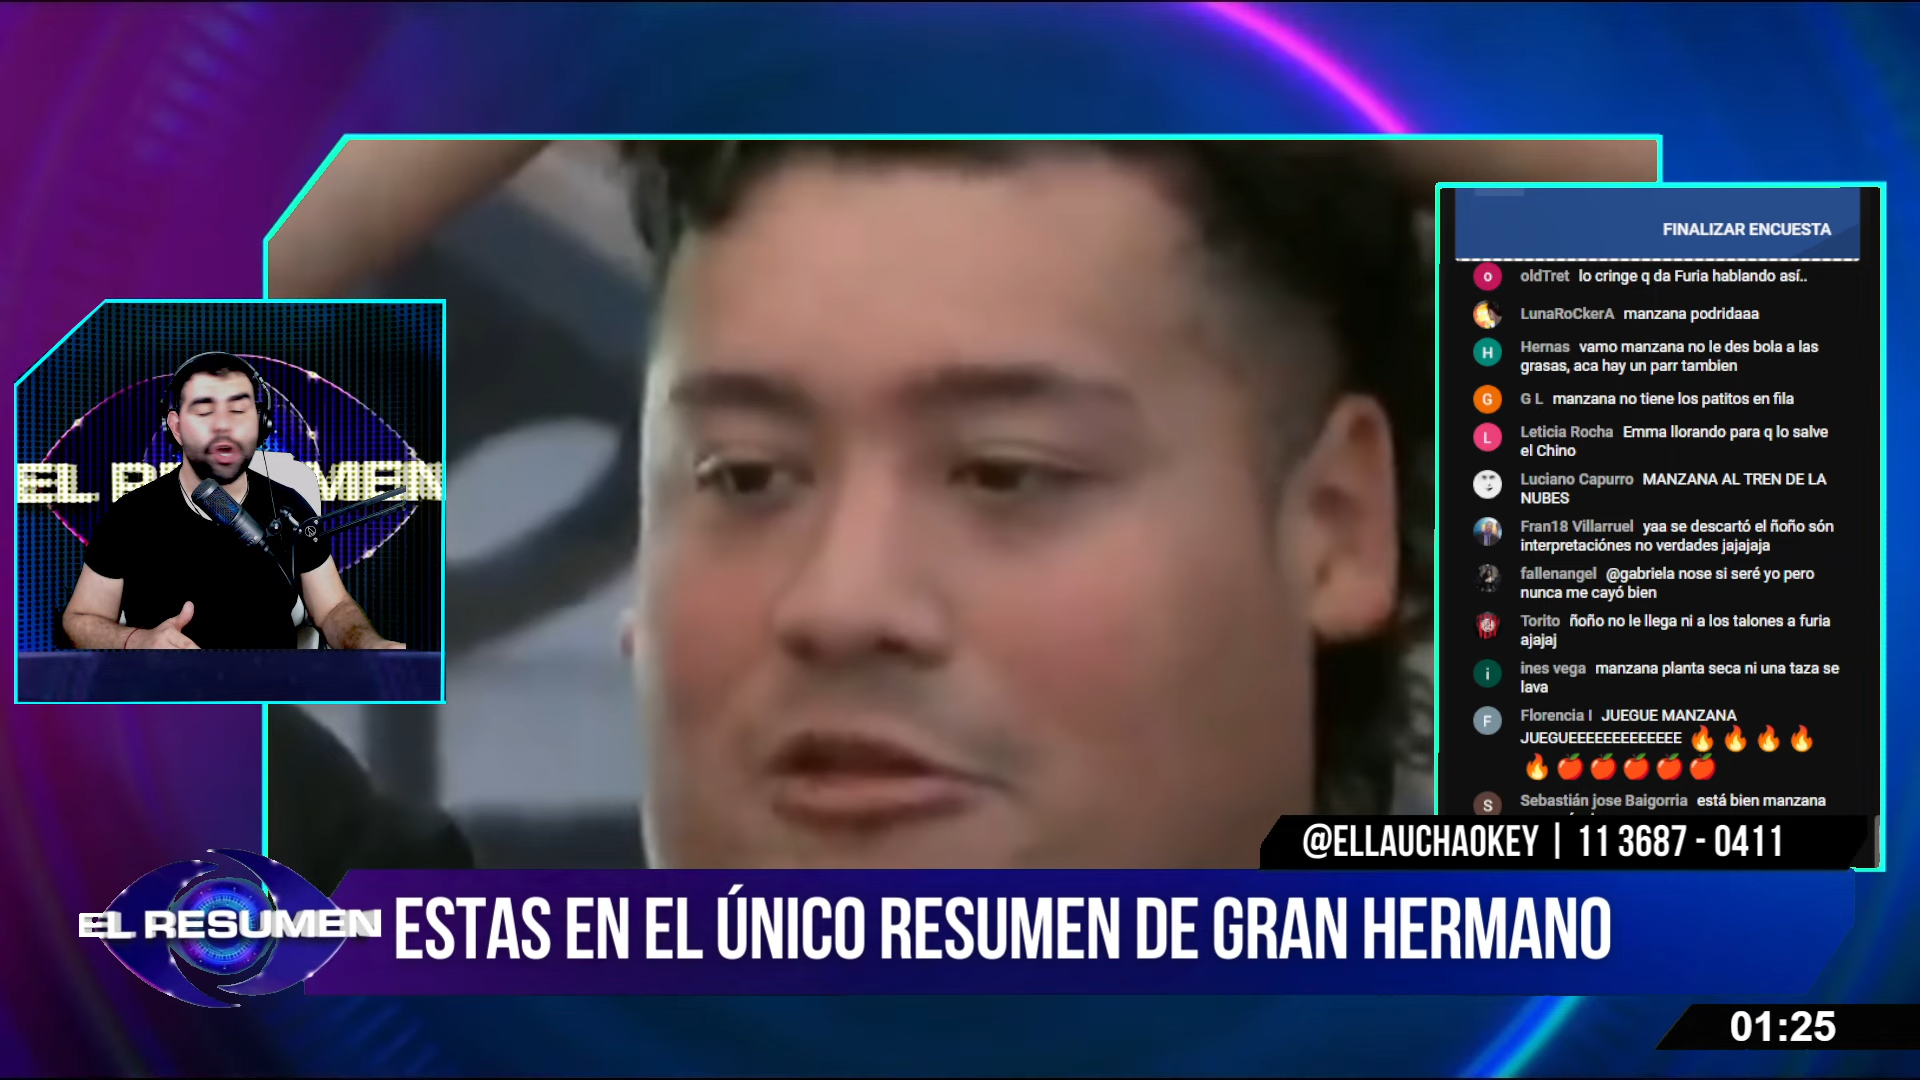 FINALIZAR ENCUESTA
o oldTret lo cringe q da Furia hablando así..
LunaRoCkerA manzana podridaaa
H Hernas vamo manzana no le des bola a las
grasas, aca hay un parr tambien
G G L manzana no tiene los patitos en fila
L Leticia Rocha Emma llorando para q lo salve
el Chino
Luciano Capurro MANZANA AL TREN DE LA
NUBES
Fran18 Villarruel yaa se descartó el ñoño són
interpretaciónes no verdades jajajaja
fallenangel @gabriela nose si seré yo pero
nunca me cayó bien
Torito ñoño no le llega ni a los talones a furia
ajajaj
i ines vega manzana planta seca ni una taza se
lava
F Florencia I JUEGUE MANZANA
JUEGUEEEEEEEEEEEEE 🔥🔥🔥🔥
🔥🍎🍎🍎🍎🍎
S Sebastián jose Baigorria está bien manzana
EL RESUMEN
@ELLAUCHAOKEY | 11 3687 - 0411
EL RESUMEN
ESTAS EN EL ÚNICO RESUMEN DE GRAN HERMANO
01:25